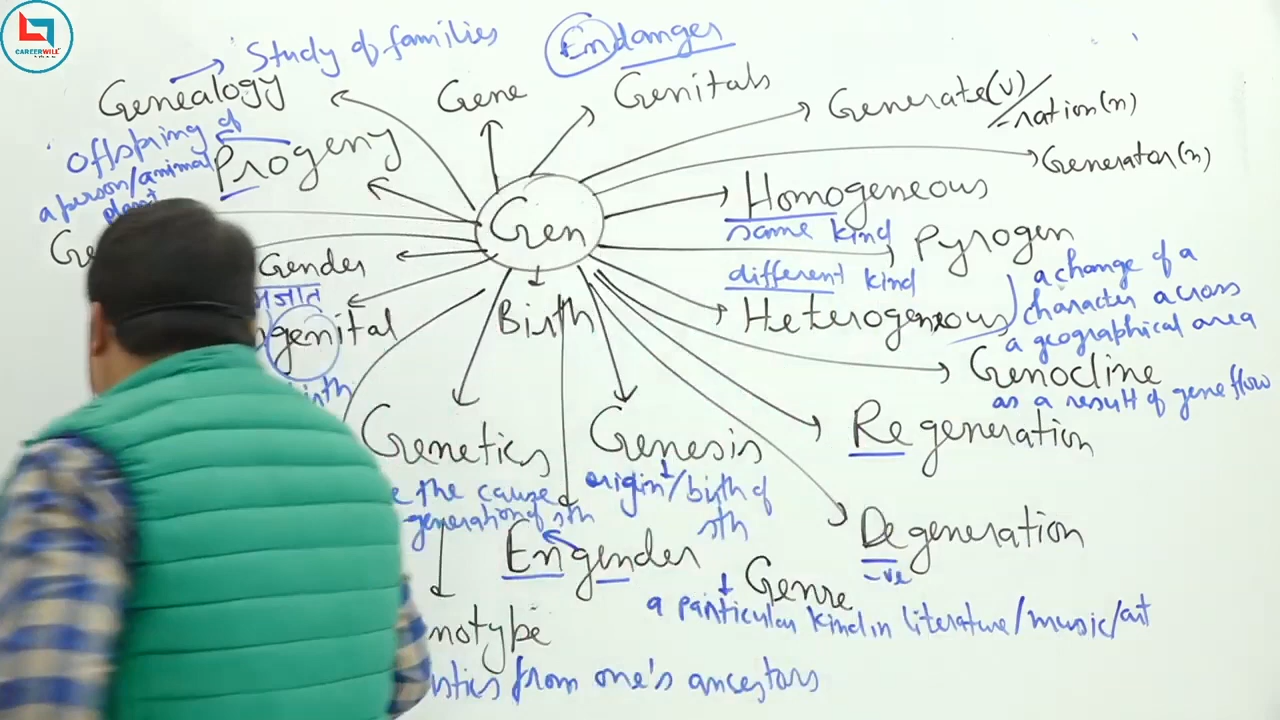 CAREERWILL
Study of families
Endanges
Genealogy
Gene
Genitals
Generate(v)/
-ration(n)
Generator(n)
Offspring of
a person/animal
plant
Progeny
Gen
Homogeneous
same kind
Pyrogen
Gender
different kind
Heterogeneous
a change of a
character across
a geographical area
Genocline
as a result of gene flow
genital
Birth
Regeneration
Genetics
Genesis
origin/birth of
sth
the cause
generation of sth
Engender
Degeneration
-ve
Genre
a particular kind in literature/music/art
notype
stics from one's ancestors